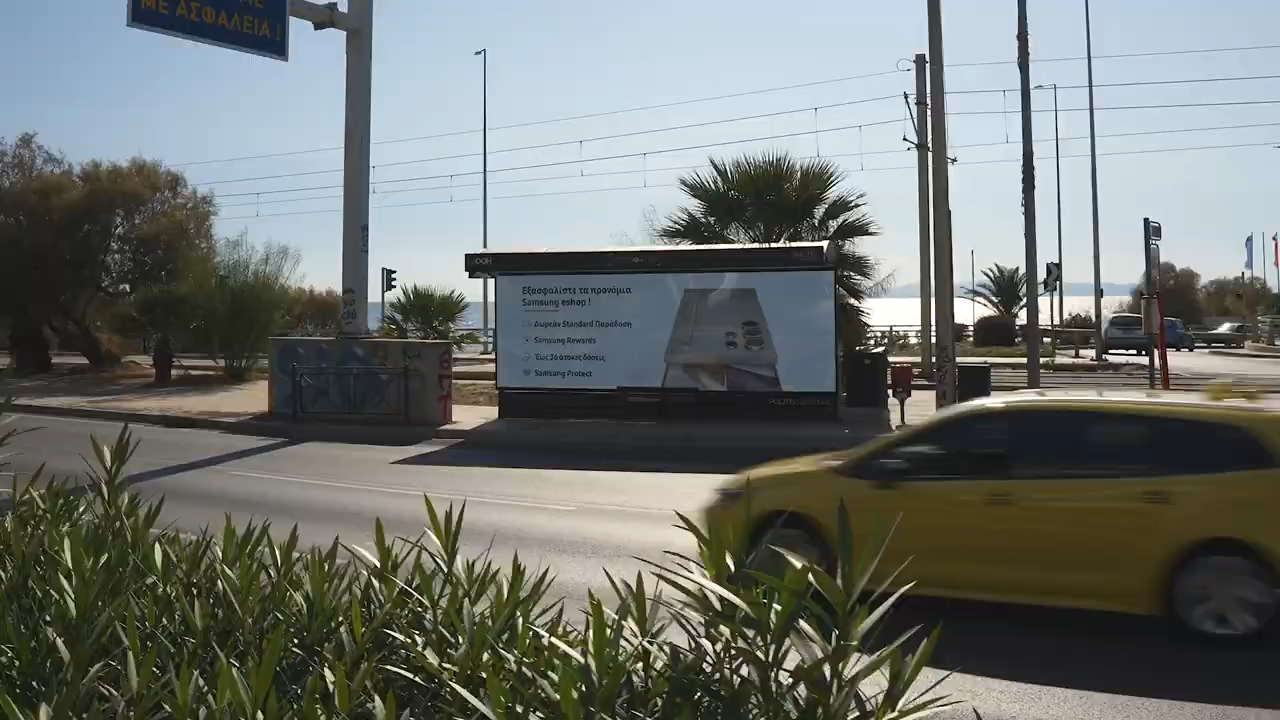 ΜΕ ΑΣΦΑΛΕΙΑ !
Εξασφαλίστε τα προνόμια
Samsung eshop !
Δωρεάν Standard Παράδοση
Samsung Rewards
Έως 36 άτοκες δόσεις
Samsung Protect